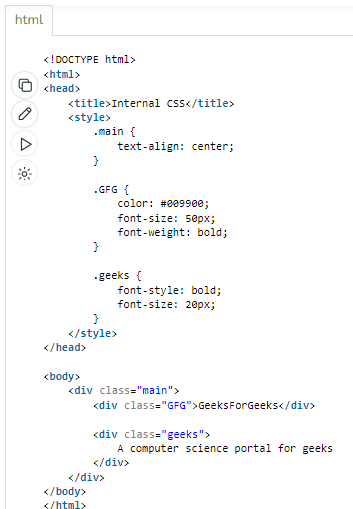 html
<!DOCTYPE html>
<html>
<head>
    <title>Internal CSS</title>
    <style>
        .main {
            text-align: center;
        }

        .GFG {
            color: #009900;
            font-size: 50px;
            font-weight: bold;
        }

        .geeks {
            font-style: bold;
            font-size: 20px;
        }
    </style>
</head>

<body>
    <div class="main">
        <div class="GFG">GeeksForGeeks</div>

        <div class="geeks">
            A computer science portal for geeks
        </div>
    </div>
</body>
</html>